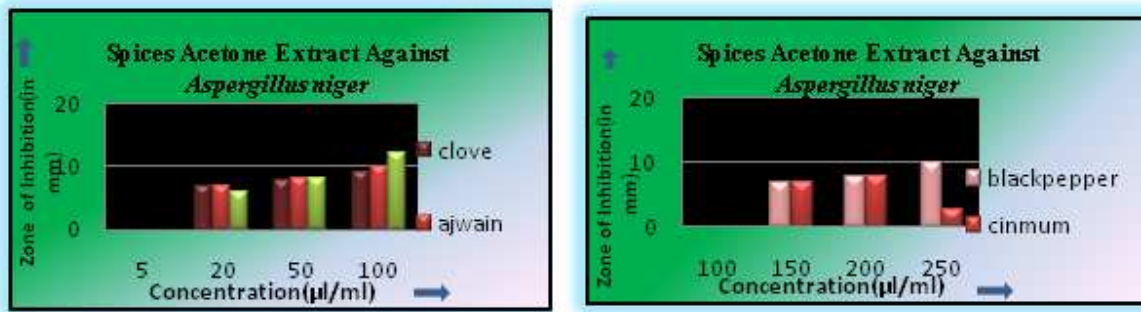 Spices Acetone Extract Against
Aspergillus niger
Zone of Inhibition(in
mm)
20
10
0
clove
ajwain
5 20 50 100
Concentration(µl/ml)
Spices Acetone Extract Against
Aspergillus niger
Zone of Inhibition(in
mm)
20
10
0
blackpepper
cinmum
100 150 200 250
Concentration(µl/ml)